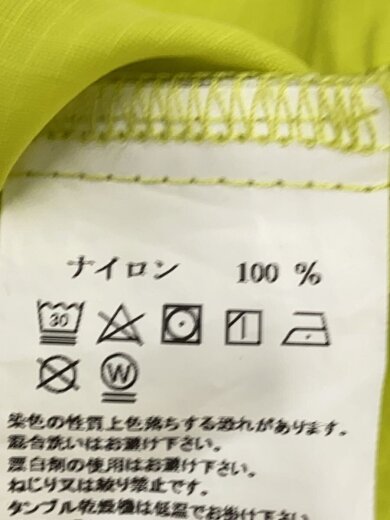 ナイロン 100 %
30
W
染色の性質上色落ちする恐れがあります。
混合洗いはお避け下さい。
漂白剤の使用はお避け下さい。
ねじり又は絞り禁止です。
タンブル乾燥機は低温でお掛け下さい